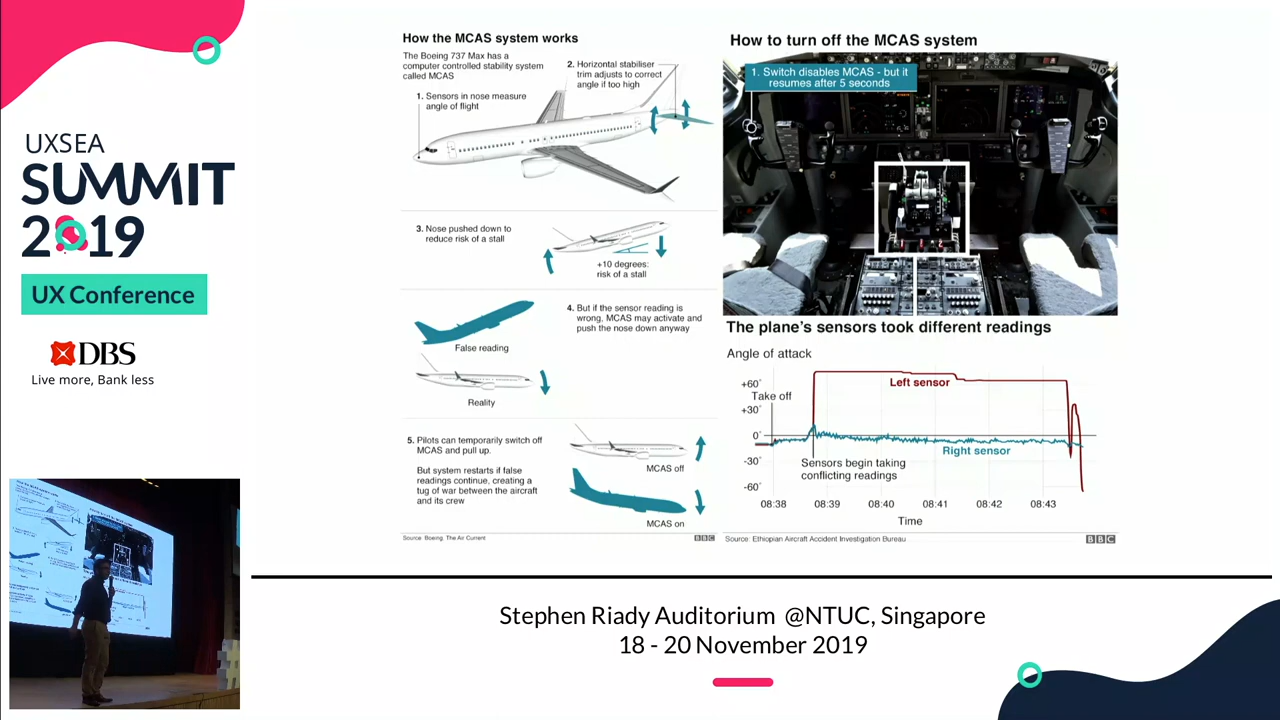 UXSEA
SUMMIT
2019
UX Conference
DBS
Live more, Bank less
How the MCAS system works
The Boeing 737 Max has a
computer controlled stability system
called MCAS
1. Sensors in nose measure
angle of flight
2. Horizontal stabiliser
trim adjusts to correct
angle if too high
3. Nose pushed down to
reduce risk of a stall
+10 degrees:
risk of a stall
4. But if the sensor reading is
wrong, MCAS may activate and
push the nose down anyway
False reading
Reality
5. Pilots can temporarily switch off
MCAS and pull up.
But system restarts if false
readings continue, creating a
tug of war between the aircraft
and its crew
MCAS off
MCAS on
Source: Boeing, The Air Current
BBC
How to turn off the MCAS system
1. Switch disables MCAS - but it
resumes after 5 seconds
The plane's sensors took different readings
Angle of attack
+60°
Take off
+30°
0°
-30°
-60°
Left sensor
Right sensor
Sensors begin taking
conflicting readings
08:38 08:39 08:40 08:41 08:42 08:43
Time
Source: Ethiopian Aircraft Accident Investigation Bureau
BBC
Stephen Riady Auditorium @NTUC, Singapore
18 - 20 November 2019